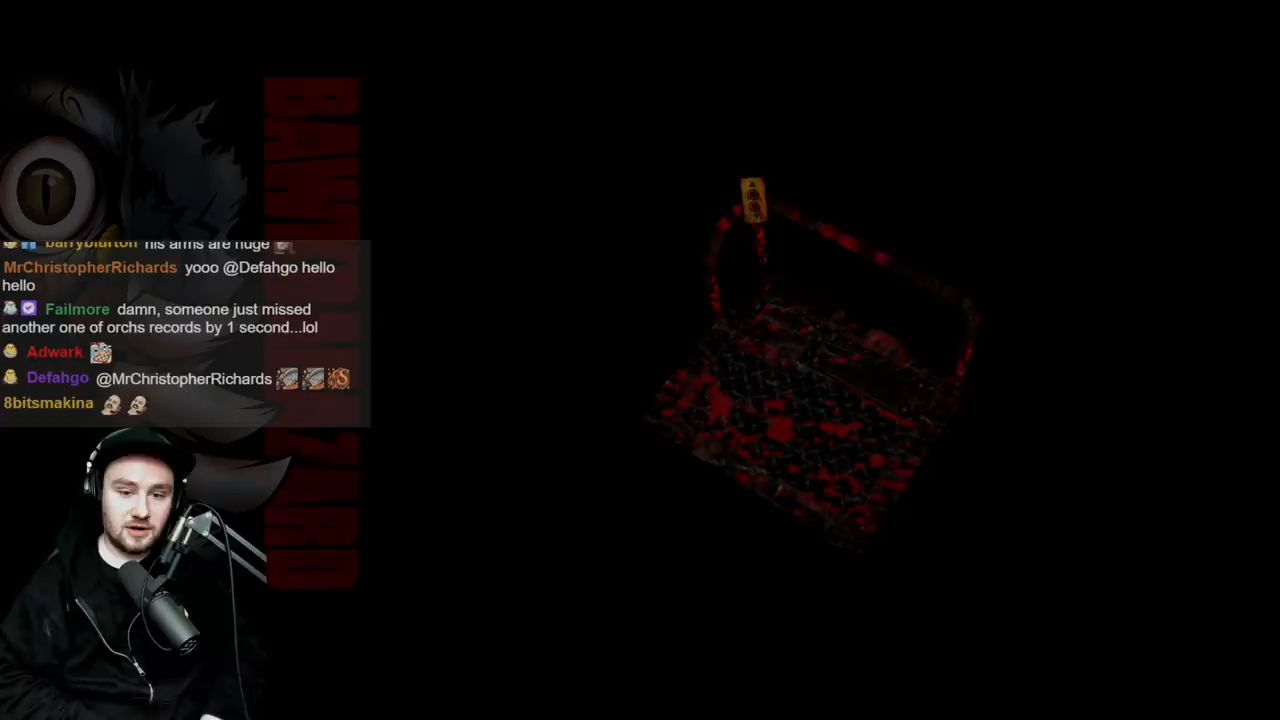 barryblurton his arms are huge
MrChristopherRichards yooo @Defahgo hello
hello
Failmore damn, someone just missed
another one of orchs records by 1 second...lol
Adwark
Defahgo @MrChristopherRichards
8bitsmakina